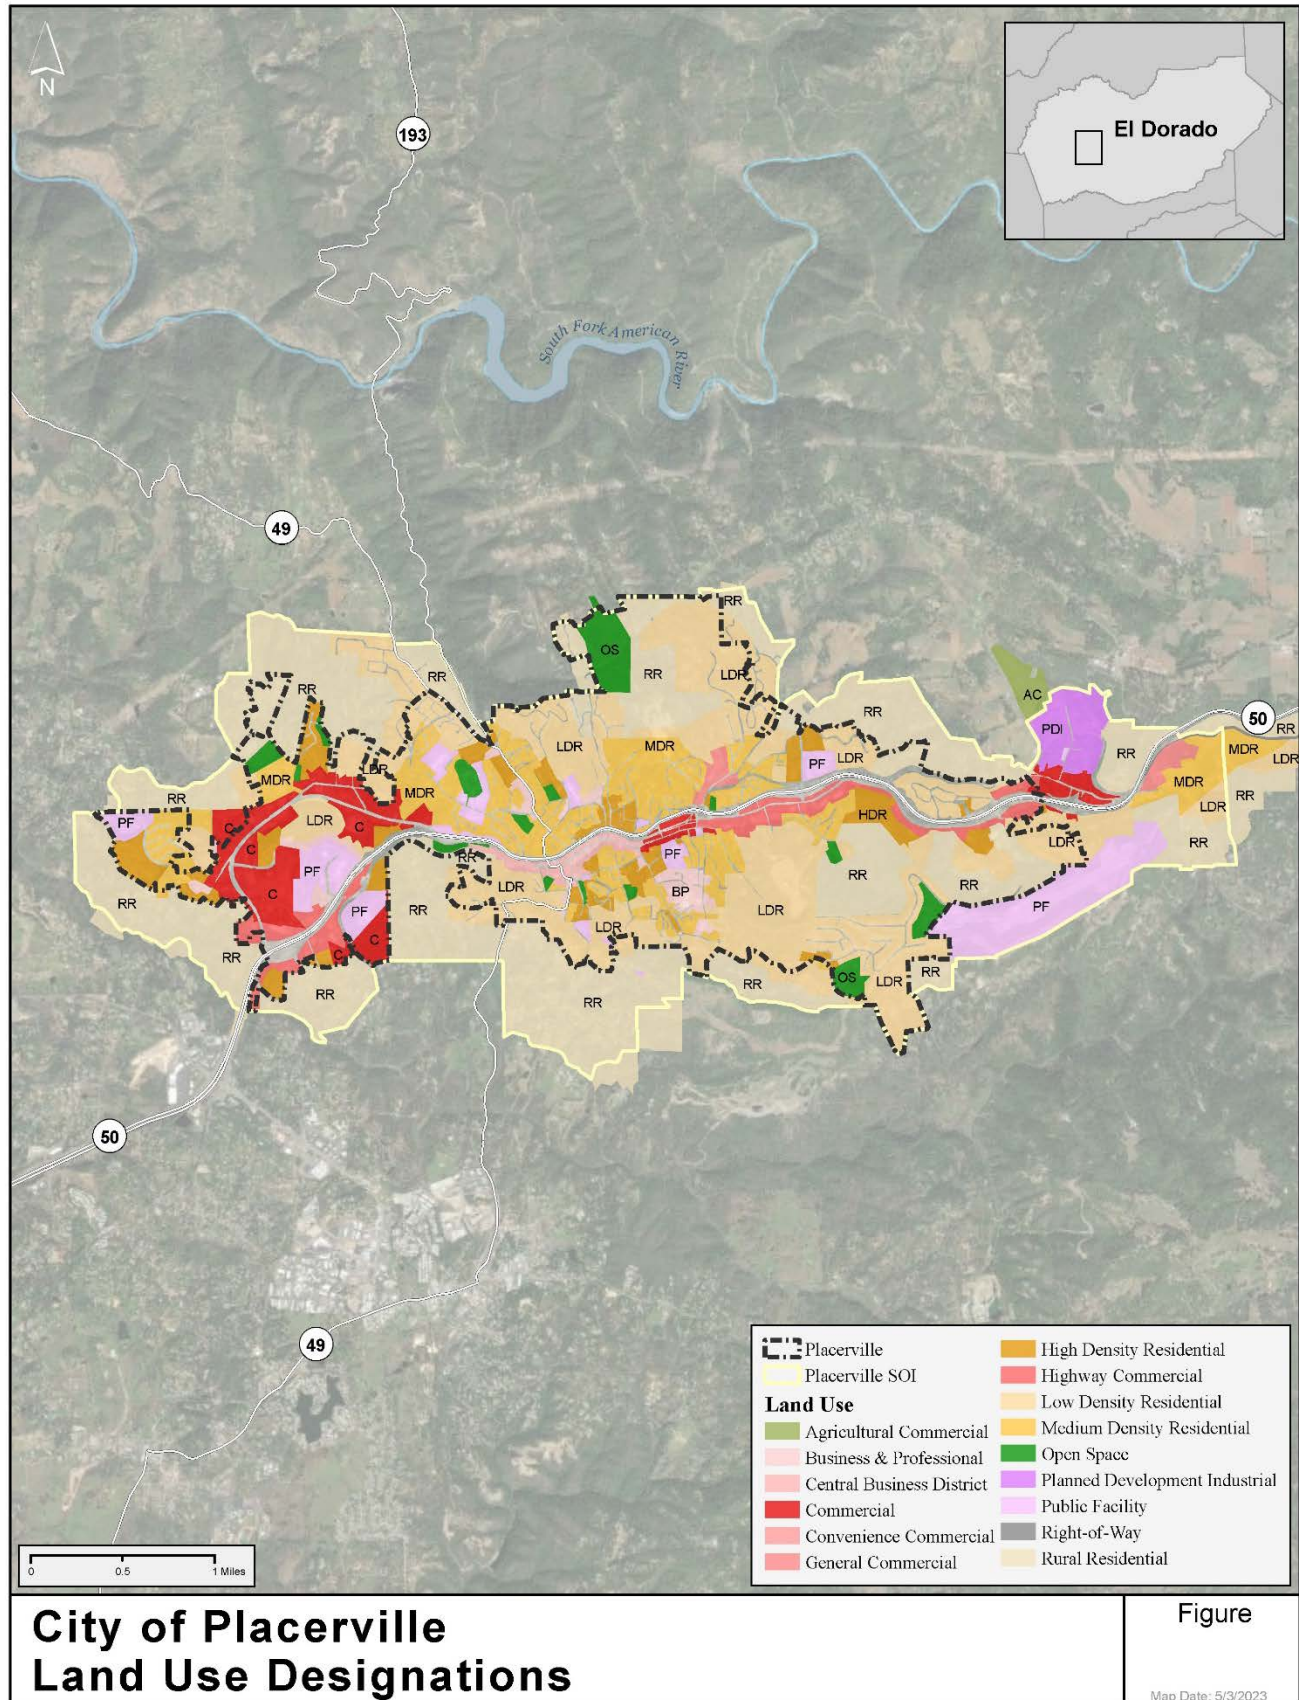 N
193
El Dorado
South Fork American River
49
RR
OS
RR
RR
LDR
RR
RR
AC
PDI
50
RR
RR
MDR
LDR
LDR
MDR
LDR
PF
LDR
MDR
MDR
RR
PF
C
LDR
C
C
HDR
MDR
LDR
RR
LDR
RR
PF
RR
LDR
PF
BP
RR
RR
RR
C
PF
C
RR
LDR
LDR
PF
RR
C
RR
RR
RR
OS
LDR
RR
RR
50
49
Placerville
Placerville SOI
Land Use
Agricultural Commercial
Business & Professional
Central Business District
Commercial
Convenience Commercial
General Commercial
High Density Residential
Highway Commercial
Low Density Residential
Medium Density Residential
Open Space
Planned Development Industrial
Public Facility
Right-of-Way
Rural Residential
0 0.5 1 Miles
City of Placerville
Land Use Designations
Figure
Map Date: 5/3/2023